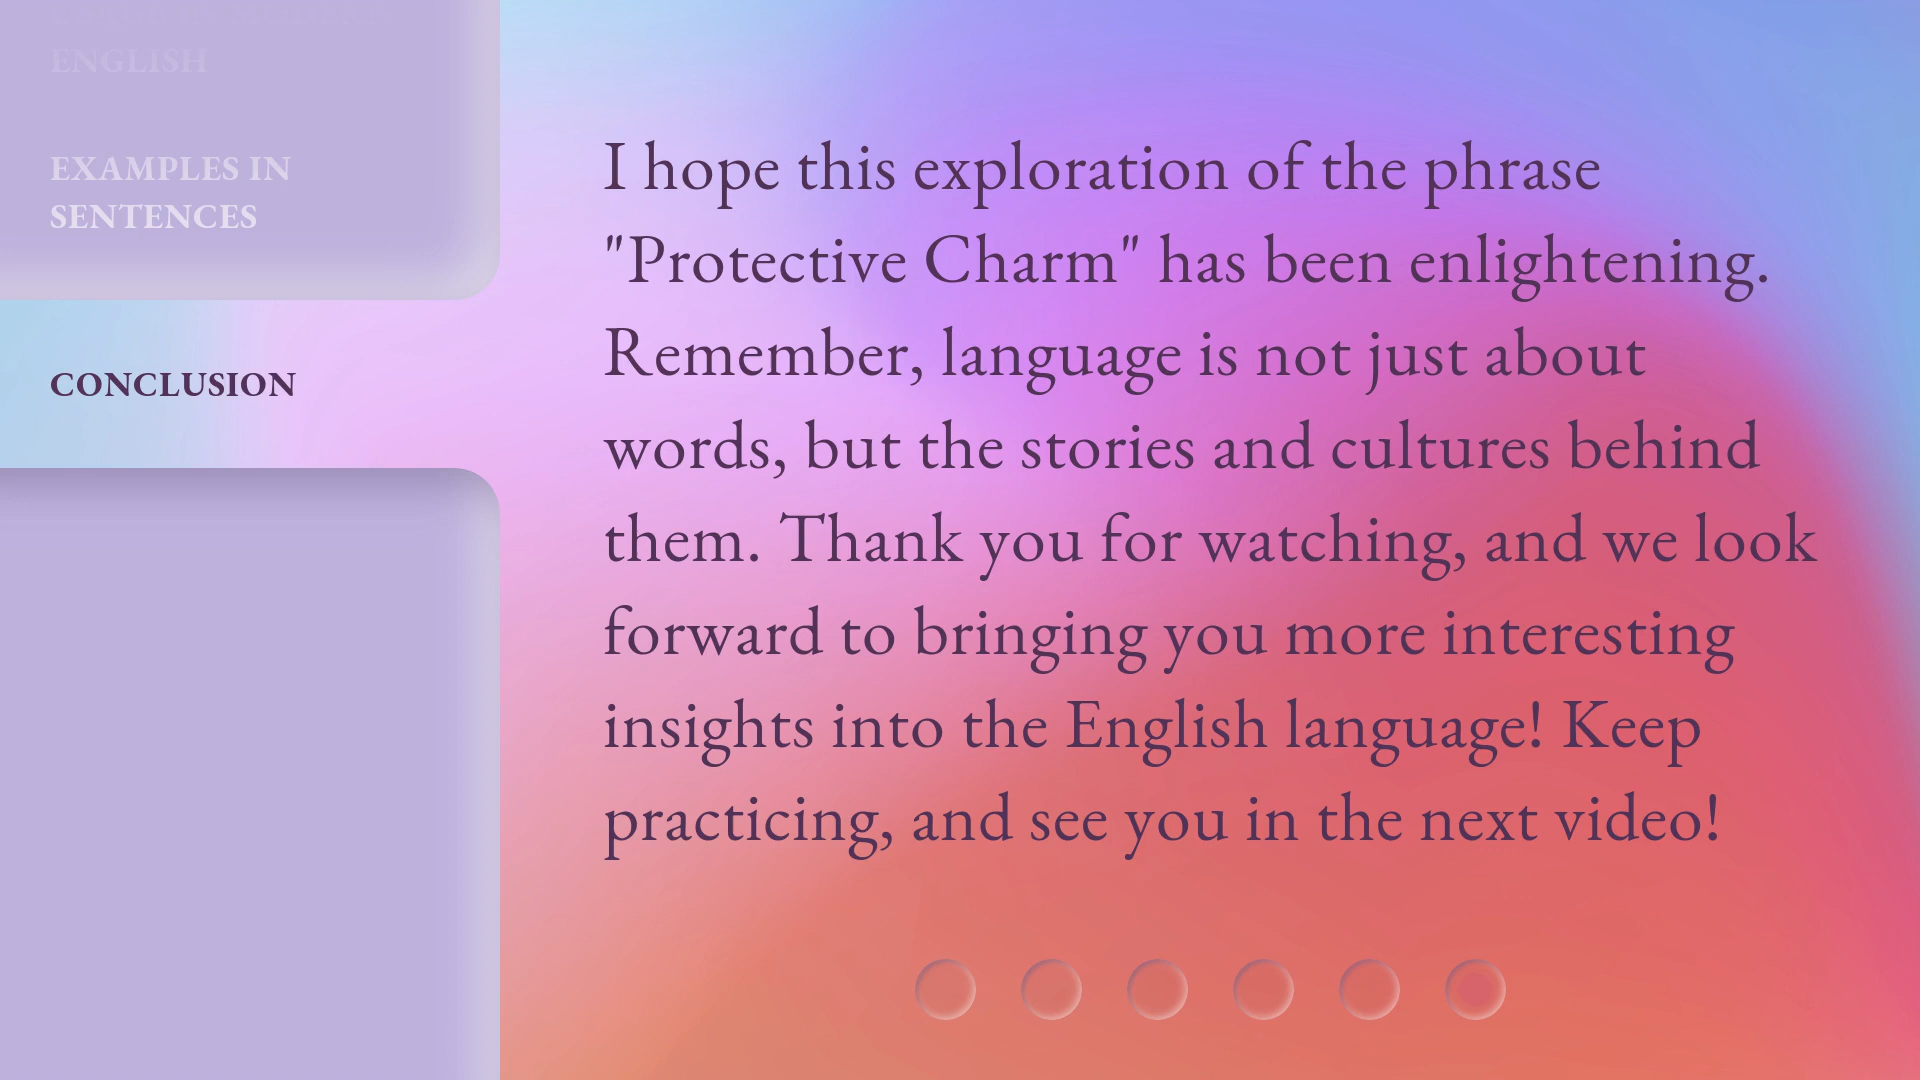 ENGLISH
EXAMPLES IN
SENTENCES
CONCLUSION
I hope this exploration of the phrase
"Protective Charm" has been enlightening.
Remember, language is not just about
words, but the stories and cultures behind
them. Thank you for watching, and we look
forward to bringing you more interesting
insights into the English language! Keep
practicing, and see you in the next video!